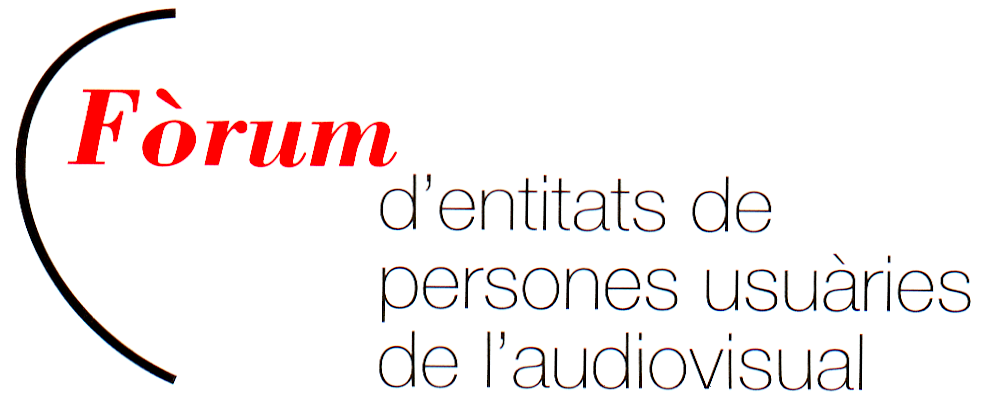 Fòrum
d'entitats de
persones usuàries
de l'audiovisual